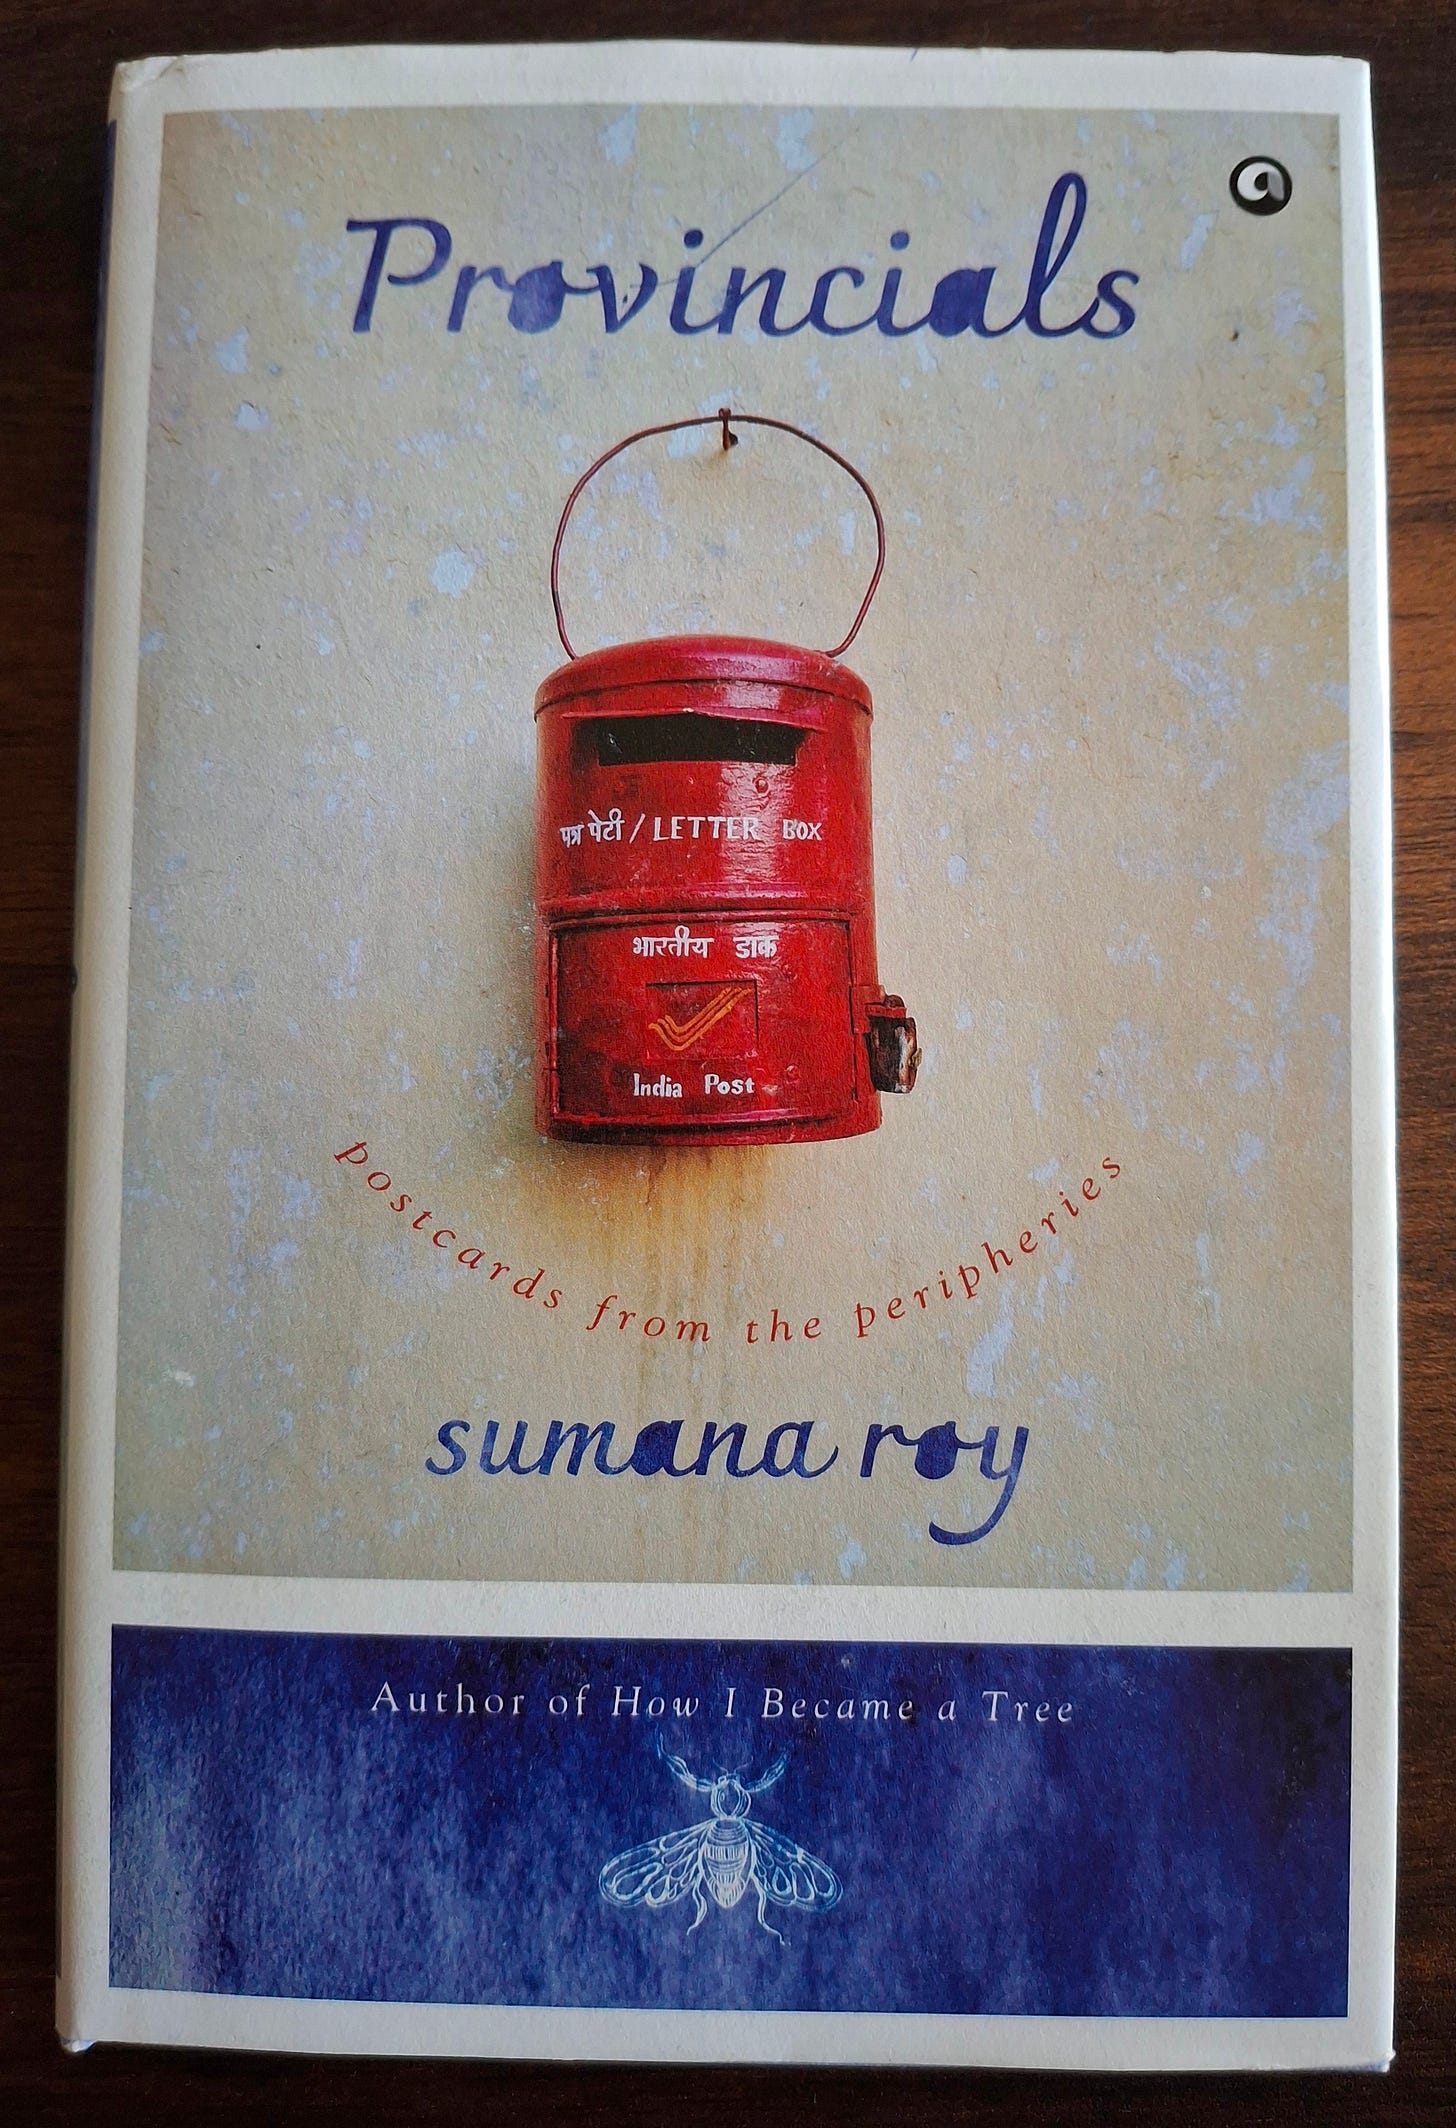 Provincials
पत्र पेटी / LETTER BOX
भारतीय डाक
India Post
postcards from the peripheries
sumana roy
Author of How I Became a Tree